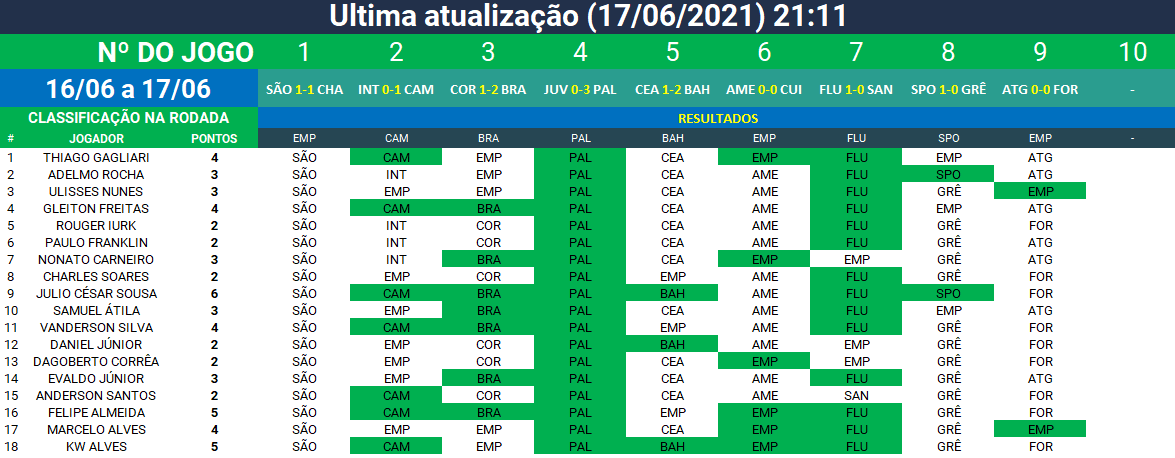 Ultima atualização (17/06/2021) 21:11
Nº DO JOGO 1 2 3 4 5 6 7 8 9 10
16/06 a 17/06 SÃO 1-1 CHA INT 0-1 CAM COR 1-2 BRA JUV 0-3 PAL CEA 1-2 BAH AME 0-0 CUI FLU 1-0 SAN SPO 1-0 GRÊ ATG 0-0 FOR -
CLASSIFICAÇÃO NA RODADA RESULTADOS
# JOGADOR PONTOS EMP CAM BRA PAL BAH EMP FLU SPO EMP -
1 THIAGO GAGLIARI 4 SÃO CAM EMP PAL CEA EMP FLU EMP ATG
2 ADELMO ROCHA 3 SÃO INT EMP PAL CEA AME FLU SPO ATG
3 ULISSES NUNES 3 SÃO EMP EMP PAL CEA AME FLU GRÊ EMP
4 GLEITON FREITAS 4 SÃO CAM BRA PAL CEA AME FLU EMP ATG
5 ROUGER IURK 2 SÃO INT COR PAL CEA AME FLU GRÊ FOR
6 PAULO FRANKLIN 2 SÃO INT COR PAL CEA AME FLU GRÊ ATG
7 NONATO CARNEIRO 3 SÃO INT BRA PAL CEA EMP EMP GRÊ ATG
8 CHARLES SOARES 2 SÃO EMP COR PAL EMP AME FLU GRÊ FOR
9 JULIO CÉSAR SOUSA 6 SÃO CAM BRA PAL BAH AME FLU SPO FOR
10 SAMUEL ÁTILA 3 SÃO EMP BRA PAL CEA AME FLU EMP ATG
11 VANDERSON SILVA 4 SÃO CAM BRA PAL EMP AME FLU GRÊ FOR
12 DANIEL JÚNIOR 2 SÃO EMP COR PAL BAH AME EMP GRÊ FOR
13 DAGOBERTO CORRÊA 2 SÃO EMP COR PAL CEA EMP EMP GRÊ FOR
14 EVALDO JÚNIOR 3 SÃO EMP BRA PAL CEA AME FLU GRÊ ATG
15 ANDERSON SANTOS 2 SÃO CAM COR PAL CEA AME SAN GRÊ FOR
16 FELIPE ALMEIDA 5 SÃO CAM BRA PAL EMP EMP FLU GRÊ FOR
17 MARCELO ALVES 4 SÃO EMP EMP PAL CEA EMP FLU GRÊ EMP
18 KW ALVES 5 SÃO CAM EMP PAL BAH EMP FLU GRÊ FOR